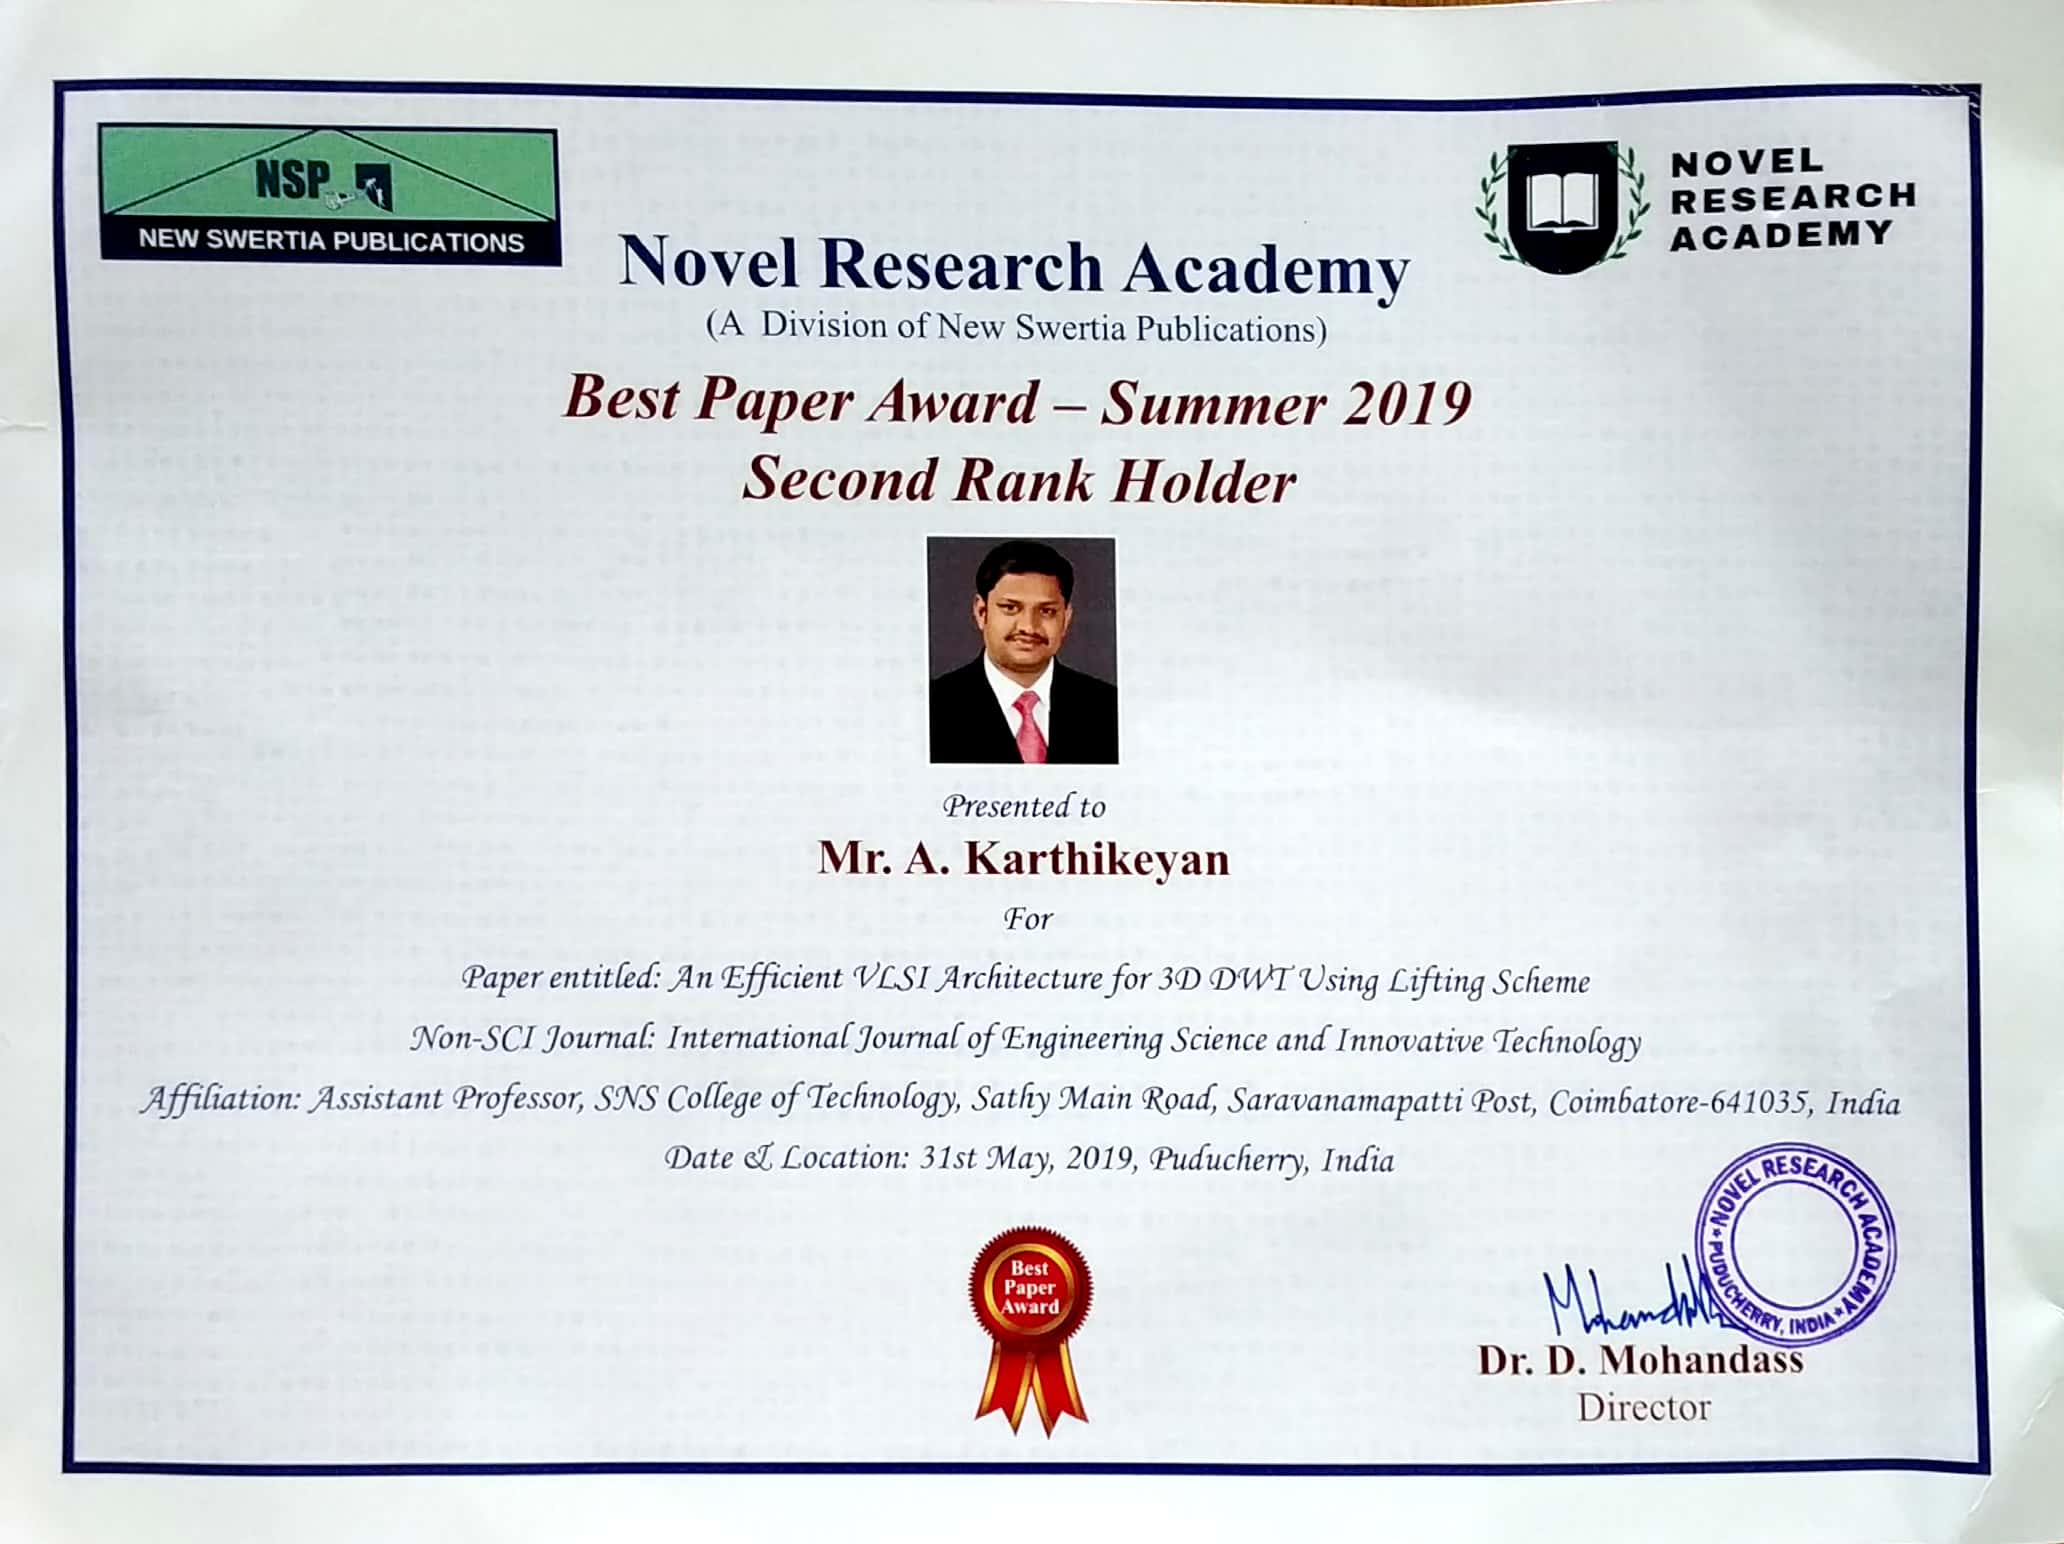 NSP
NEW SWERTIA PUBLICATIONS
NOVEL
RESEARCH
ACADEMY
Novel Research Academy
(A Division of New Swertia Publications)
Best Paper Award – Summer 2019
Second Rank Holder
Presented to
Mr. A. Karthikeyan
For
Paper entitled: An Efficient VLSI Architecture for 3D DWT Using Lifting Scheme
Non-SCI Journal: International Journal of Engineering Science and Innovative Technology
Affiliation: Assistant Professor, SNS College of Technology, Sathy Main Road, Saravanamapatti Post, Coimbatore-641035, India
Date & Location: 31st May, 2019, Puducherry, India
Best
Paper
Award
NOVEL RESEARCH ACADEMY
* PUDUCHERRY, INDIA *
Dr. D. Mohandass
Director